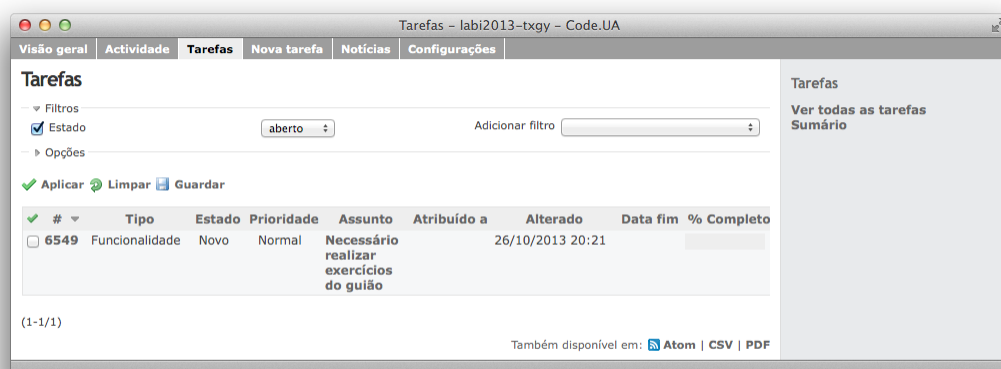 Tarefas – labi2013-txgy – Code.UA
Visão geral Actividade Tarefas Nova tarefa Notícias Configurações
Tarefas
Filtros
Estado aberto Adicionar filtro
Opções
Aplicar Limpar Guardar
# Tipo Estado Prioridade Assunto Atribuído a Alterado Data fim % Completo
6549 Funcionalidade Novo Normal Necessário 26/10/2013 20:21
realizar
exercícios
do guião
(1-1/1)
Também disponível em: Atom | CSV | PDF
Tarefas
Ver todas as tarefas
Sumário